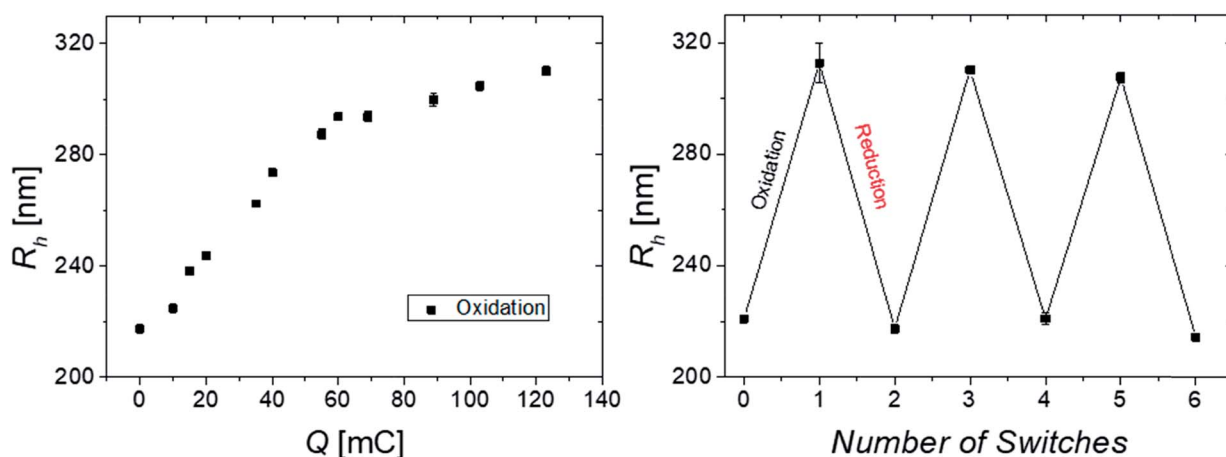 320
280
240
200
R_h [nm]
Oxidation
0 20 40 60 80 100 120 140
Q [mC]
320
280
240
200
R_h [nm]
Oxidation
Reduction
0 1 2 3 4 5 6
Number of Switches